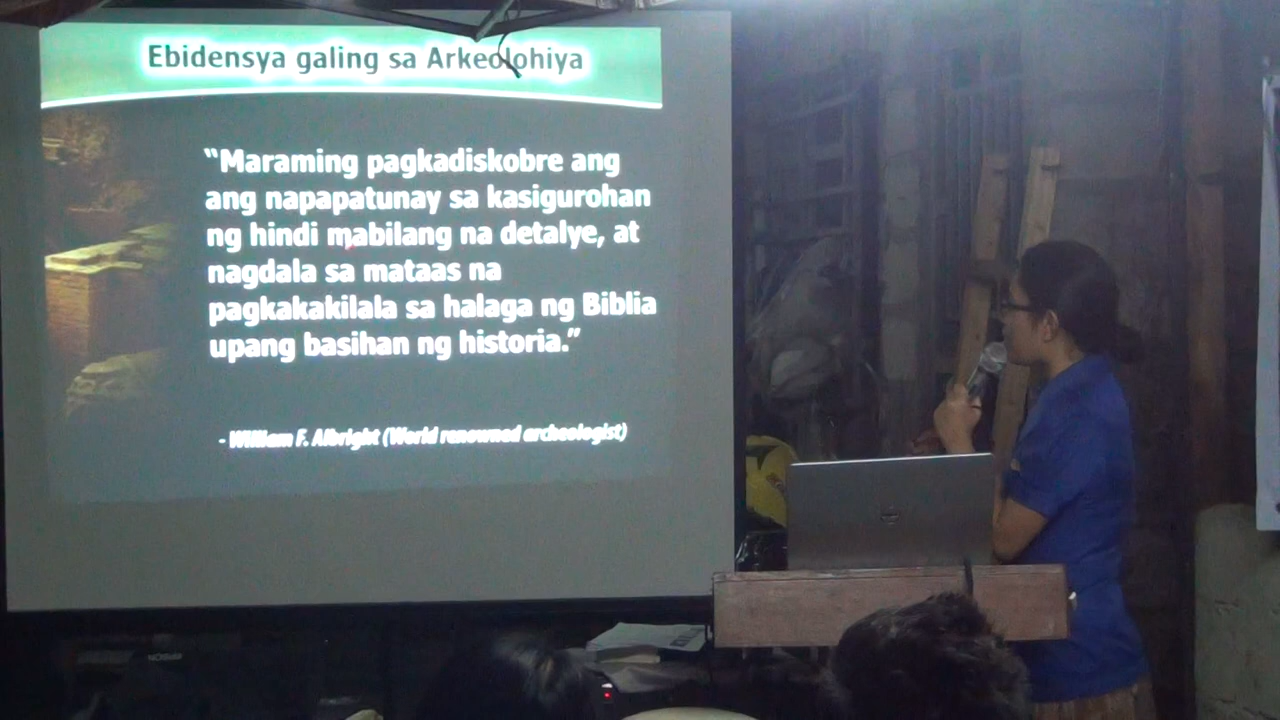 Ebidensya galing sa Arkeolohiya
“Maraming pagkadiskobre ang
ang napapatunay sa kasigurohan
ng hindi mabilang na detalye, at
nagdala sa mataas na
pagkakakilala sa halaga ng Biblia
upang basihan ng historia.”
- William F. Albright (World renowned archeologist)